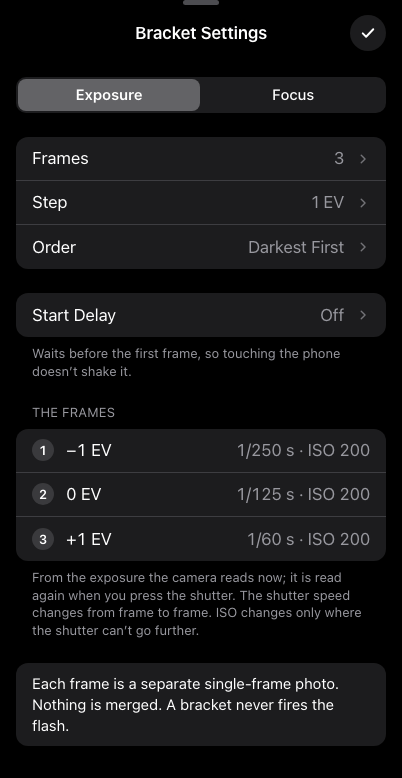 Bracket Settings
Exposure
Focus
Frames
3
Step
1 EV
Order
Darkest First
Start Delay
Off
Waits before the first frame, so touching the phone
doesn't shake it.
THE FRAMES
1 −1 EV 1/250 s · ISO 200
2 0 EV 1/125 s · ISO 200
3 +1 EV 1/60 s · ISO 200
From the exposure the camera reads now; it is read
again when you press the shutter. The shutter speed
changes from frame to frame. ISO changes only where
the shutter can't go further.
Each frame is a separate single-frame photo.
Nothing is merged. A bracket never fires the
flash.